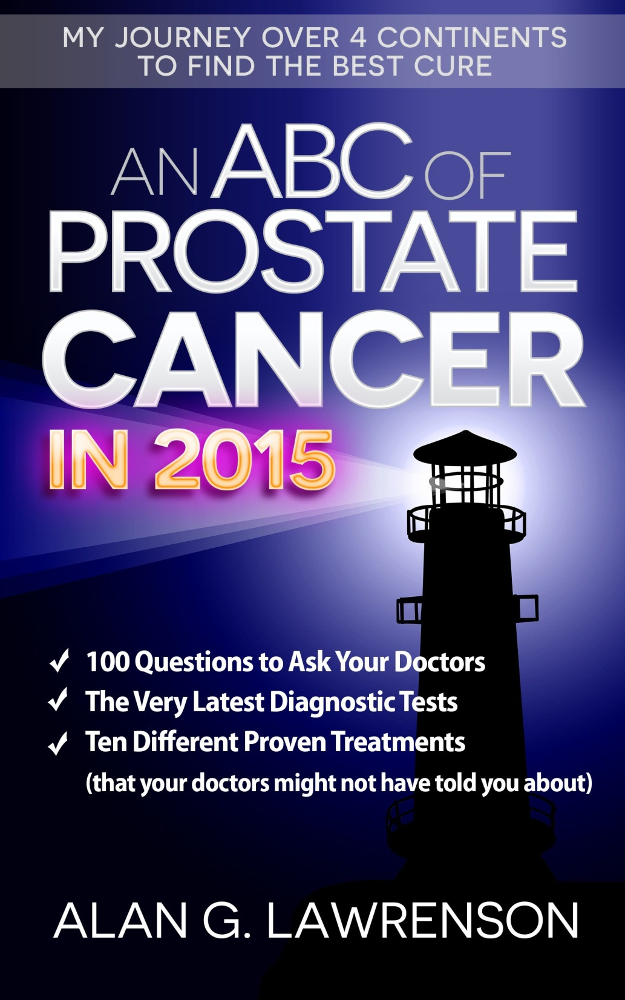 MY JOURNEY OVER 4 CONTINENTS
TO FIND THE BEST CURE
AN ABC OF
PROSTATE
CANCER
IN 2015
100 Questions to Ask Your Doctors
The Very Latest Diagnostic Tests
Ten Different Proven Treatments
(that your doctors might not have told you about)
ALAN G. LAWRENSON